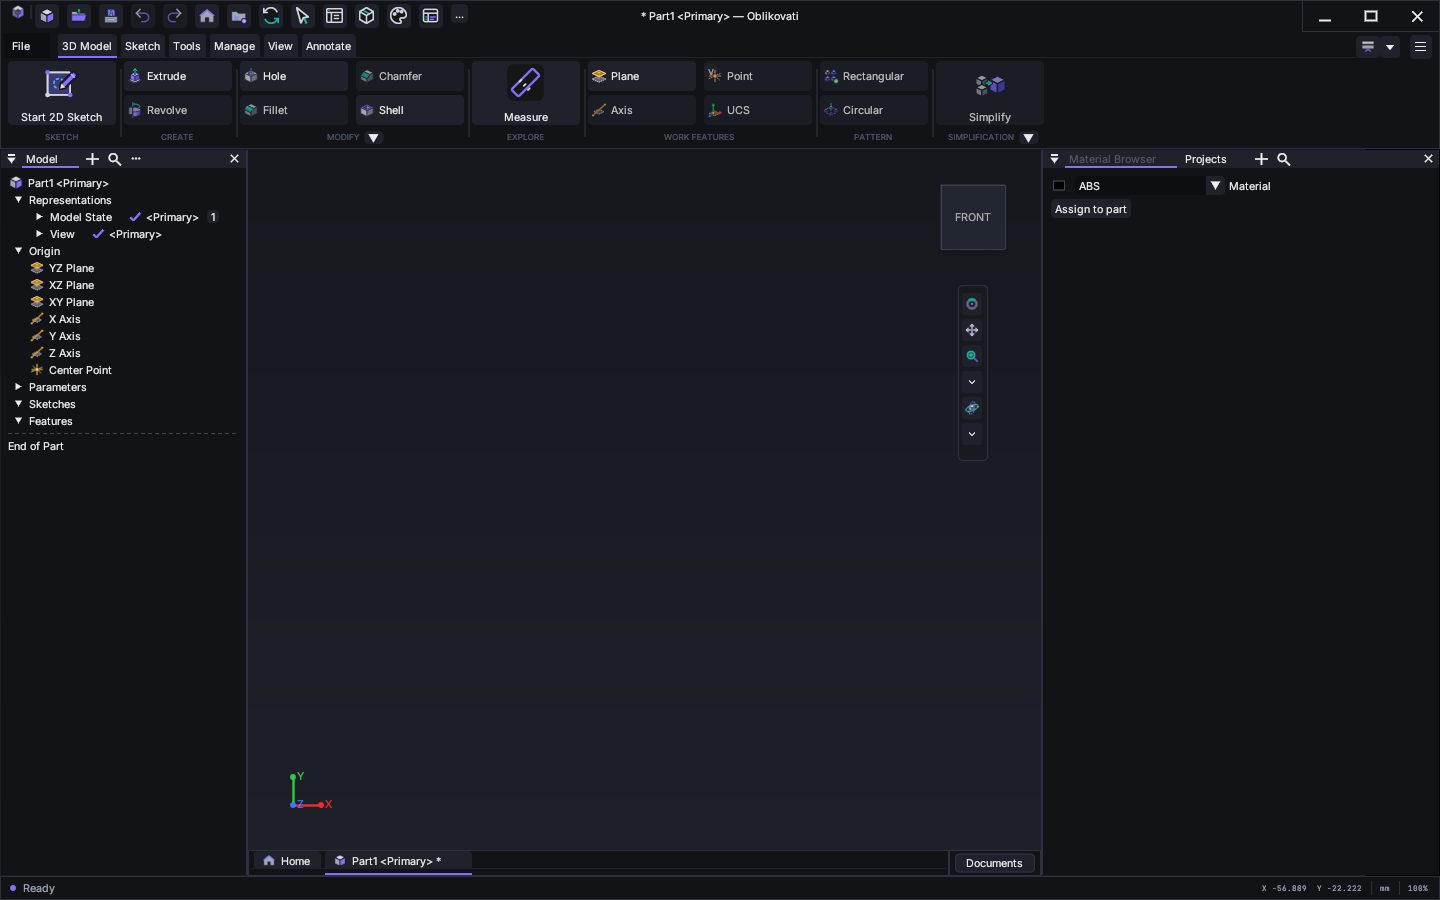 * Part1 <Primary> — Oblikovati
File
3D Model
Sketch
Tools
Manage
View
Annotate
Start 2D Sketch
Extrude
Revolve
Hole
Fillet
Chamfer
Shell
Measure
Plane
Axis
Point
UCS
Rectangular
Circular
Simplify
SKETCH
CREATE
MODIFY
EXPLORE
WORK FEATURES
PATTERN
SIMPLIFICATION
Model
Part1 <Primary>
Representations
Model State <Primary> 1
View <Primary>
Origin
YZ Plane
XZ Plane
XY Plane
X Axis
Y Axis
Z Axis
Center Point
Parameters
Sketches
Features
End of Part
FRONT
Y
Z X
Material Browser
Projects
ABS
Material
Assign to part
Home
Part1 <Primary> *
Documents
Ready
X -56.889 Y -22.222 mm 100%